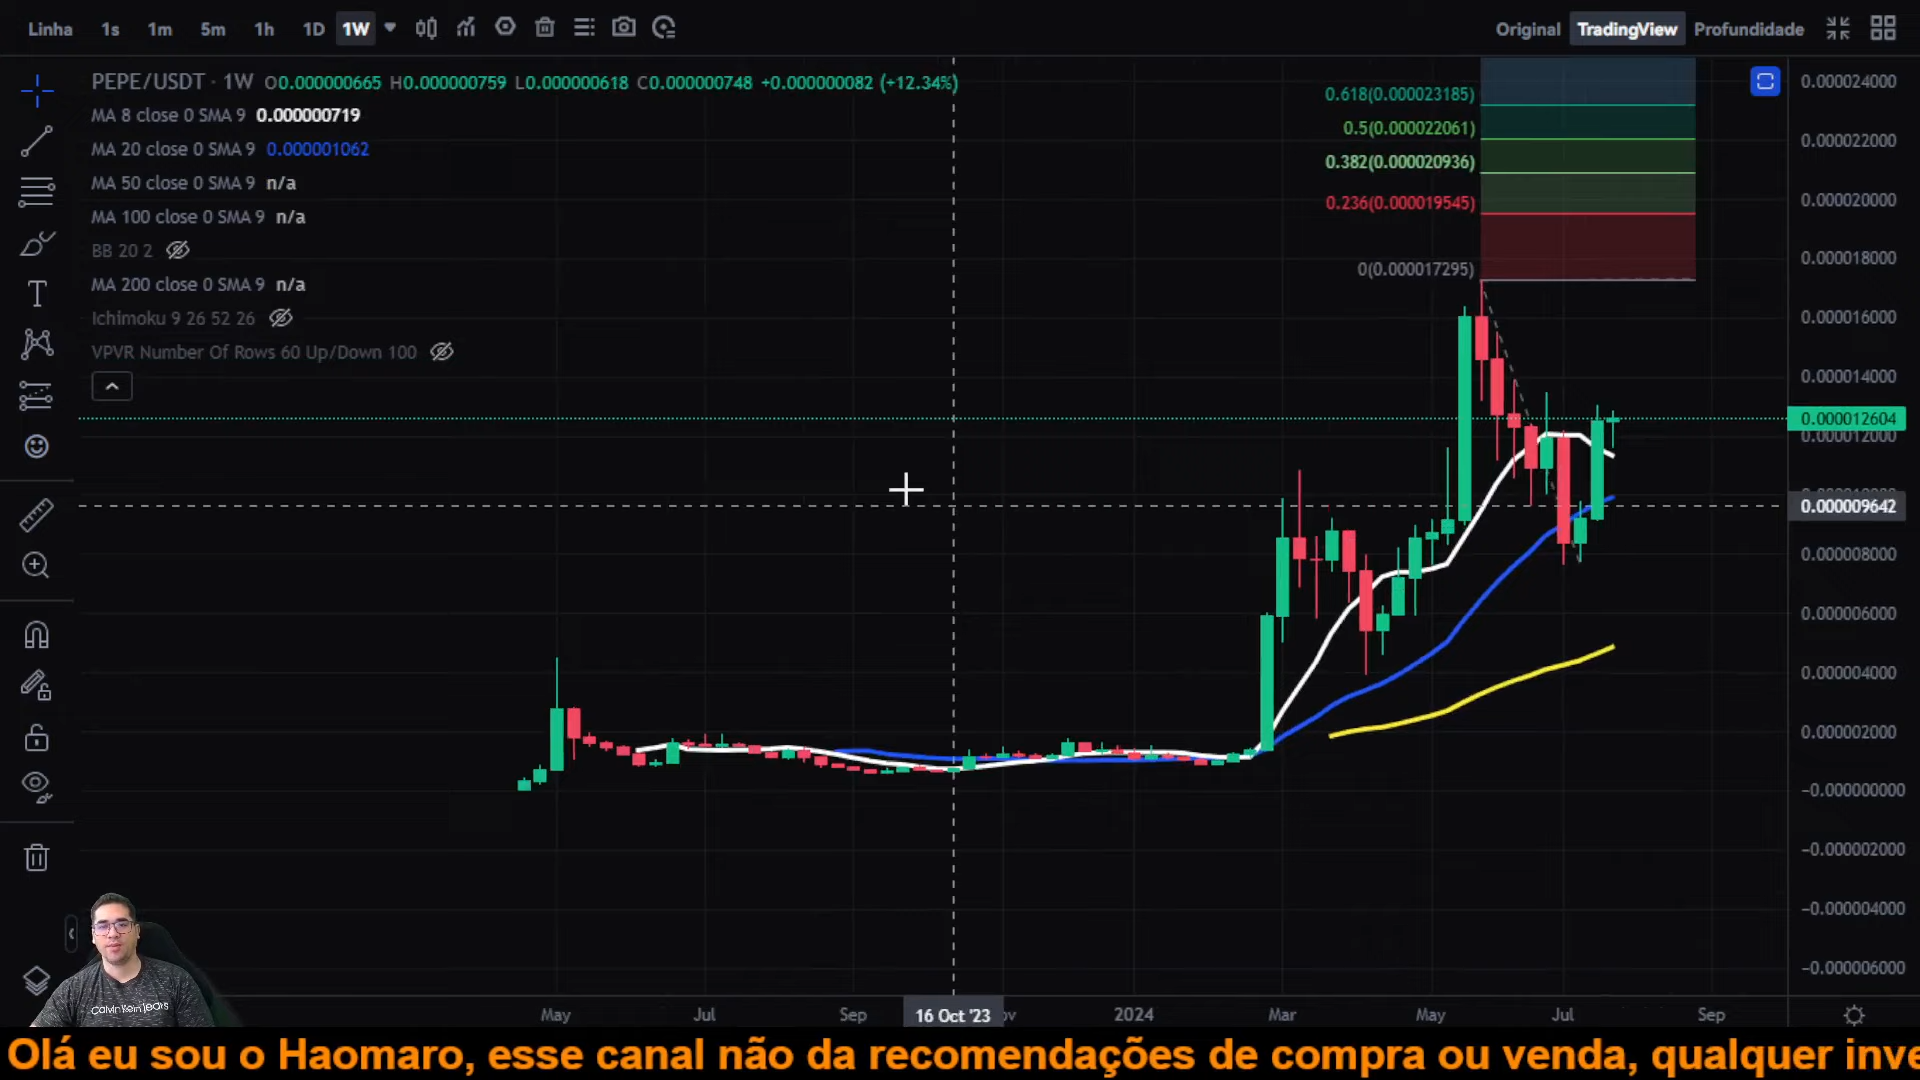 Linha 1s 1m 5m 1h 1D 1W Original TradingView Profundidade
PEPE/USDT · 1W O0.000000665 H0.000000759 L0.000000618 C0.000000748 +0.000000082 (+12.34%)
MA 8 close 0 SMA 9 0.000000719
MA 20 close 0 SMA 9 0.000001062
MA 50 close 0 SMA 9 n/a
MA 100 close 0 SMA 9 n/a
BB 20 2
MA 200 close 0 SMA 9 n/a
Ichimoku 9 26 52 26
VPVR Number Of Rows 60 Up/Down 100
0.618(0.000023185)
0.5(0.000022061)
0.382(0.000020936)
0.236(0.000019545)
0(0.000017295)
0.000024000
0.000022000
0.000020000
0.000018000
0.000016000
0.000014000
0.000012604
0.000012000
0.000009642
0.000008000
0.000006000
0.000004000
0.000002000
−0.000000000
−0.000002000
−0.000004000
−0.000006000
Calvin Klein Jeans
May Jul Sep 16 Oct '23 ov 2024 Mar May Jul Sep
Olá eu sou o Haomaro, esse canal não da recomendações de compra ou venda, qualquer inve